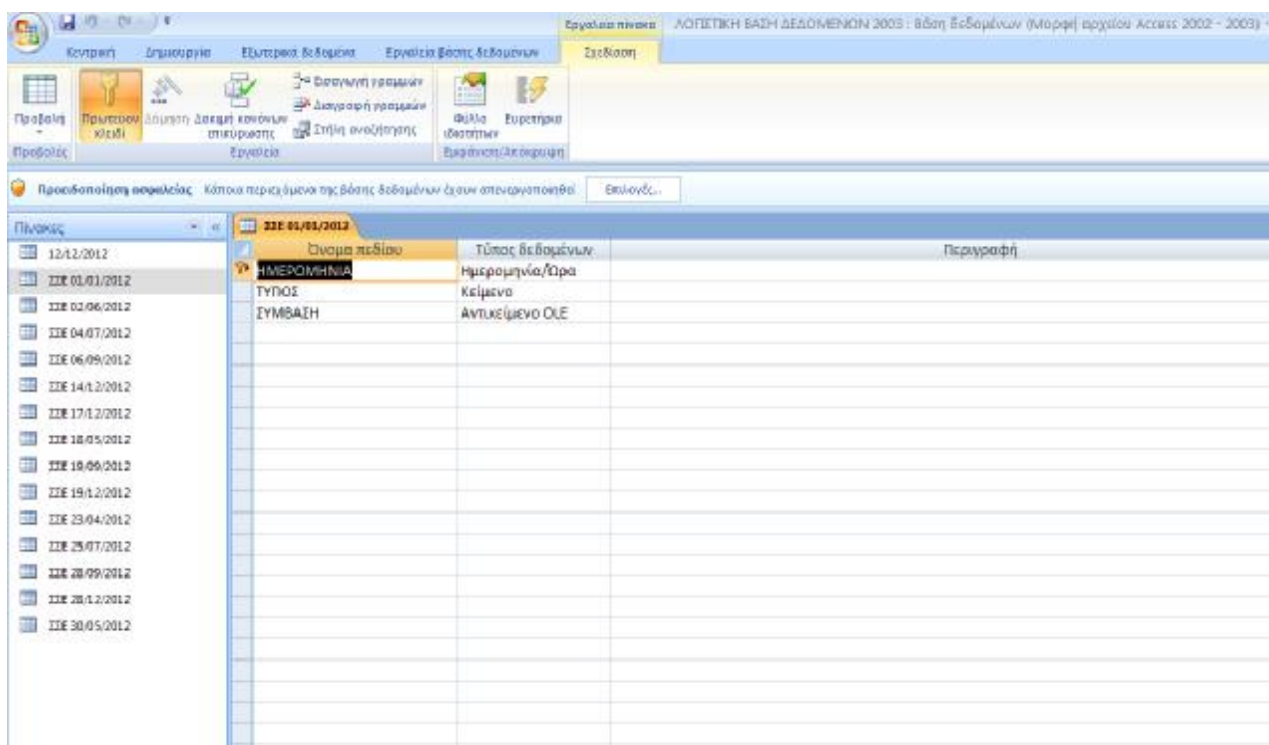 Εργαλεία πίνακα ΛΟΓΙΣΤΙΚΗ ΒΑΣΗ ΔΕΔΟΜΕΝΩΝ 2003 : Βάση δεδομένων (Μορφή αρχείου Access 2002 - 2003) -
Κεντρική Δημιουργία Εξωτερικά δεδομένα Εργαλεία βάσης δεδομένων Σχεδίαση
Προβολή
Πρωτεύον κλειδί
Δόμηση
Δοκιμή κανόνων επικύρωσης
Εισαγωγή γραμμών
Διαγραφή γραμμών
Στήλη αναζήτησης
Φύλλο ιδιοτήτων
Ευρετήρια
Προβολές Εργαλεία Εμφάνιση/Απόκρυψη
Προειδοποίηση ασφαλείας Κάποια περιεχόμενα της βάσης δεδομένων έχουν απενεργοποιηθεί Επιλογές...
Πίνακες
12/12/2012
ΣΣΕ 01/01/2012
ΣΣΕ 02/06/2012
ΣΣΕ 04/07/2012
ΣΣΕ 06/09/2012
ΣΣΕ 14/12/2012
ΣΣΕ 17/12/2012
ΣΣΕ 18/05/2012
ΣΣΕ 19/12/2012
ΣΣΕ 23/04/2012
ΣΣΕ 25/07/2012
ΣΣΕ 28/09/2012
ΣΣΕ 28/12/2012
ΣΣΕ 30/05/2012
ΣΣΕ 01/01/2012
Όνομα πεδίου Τύπος δεδομένων Περιγραφή
ΗΜΕΡΟΜΗΝΙΑ Ημερομηνία/Ώρα
ΤΥΠΟΣ Κείμενο
ΣΥΜΒΑΣΗ Αντικείμενο OLE